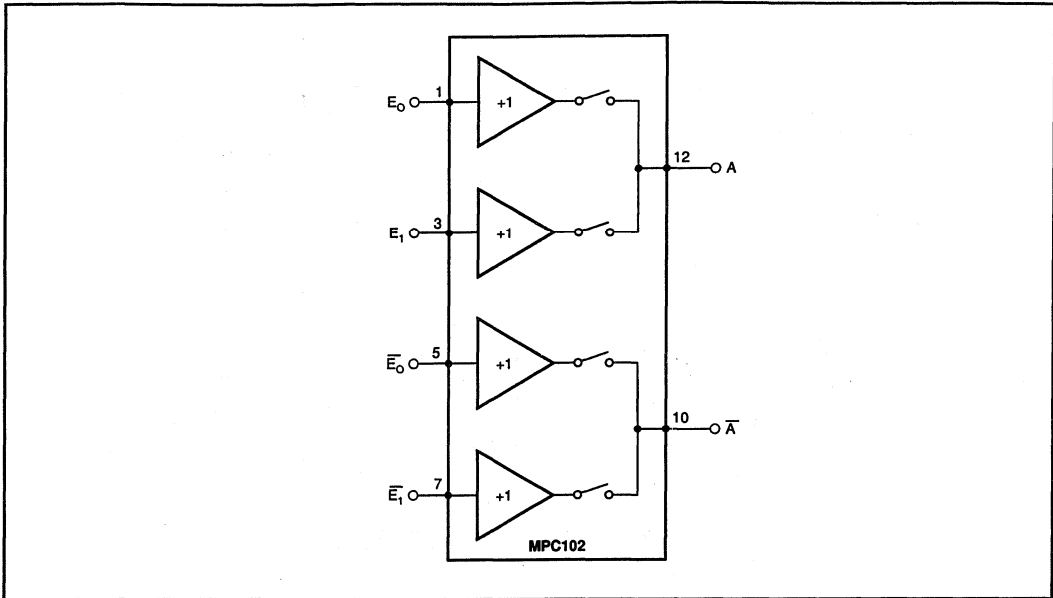 E₀ 1 +1
12 A
E₁ 3 +1
E̅₀ 5 +1
10 A̅
E̅₁ 7 +1
MPC102